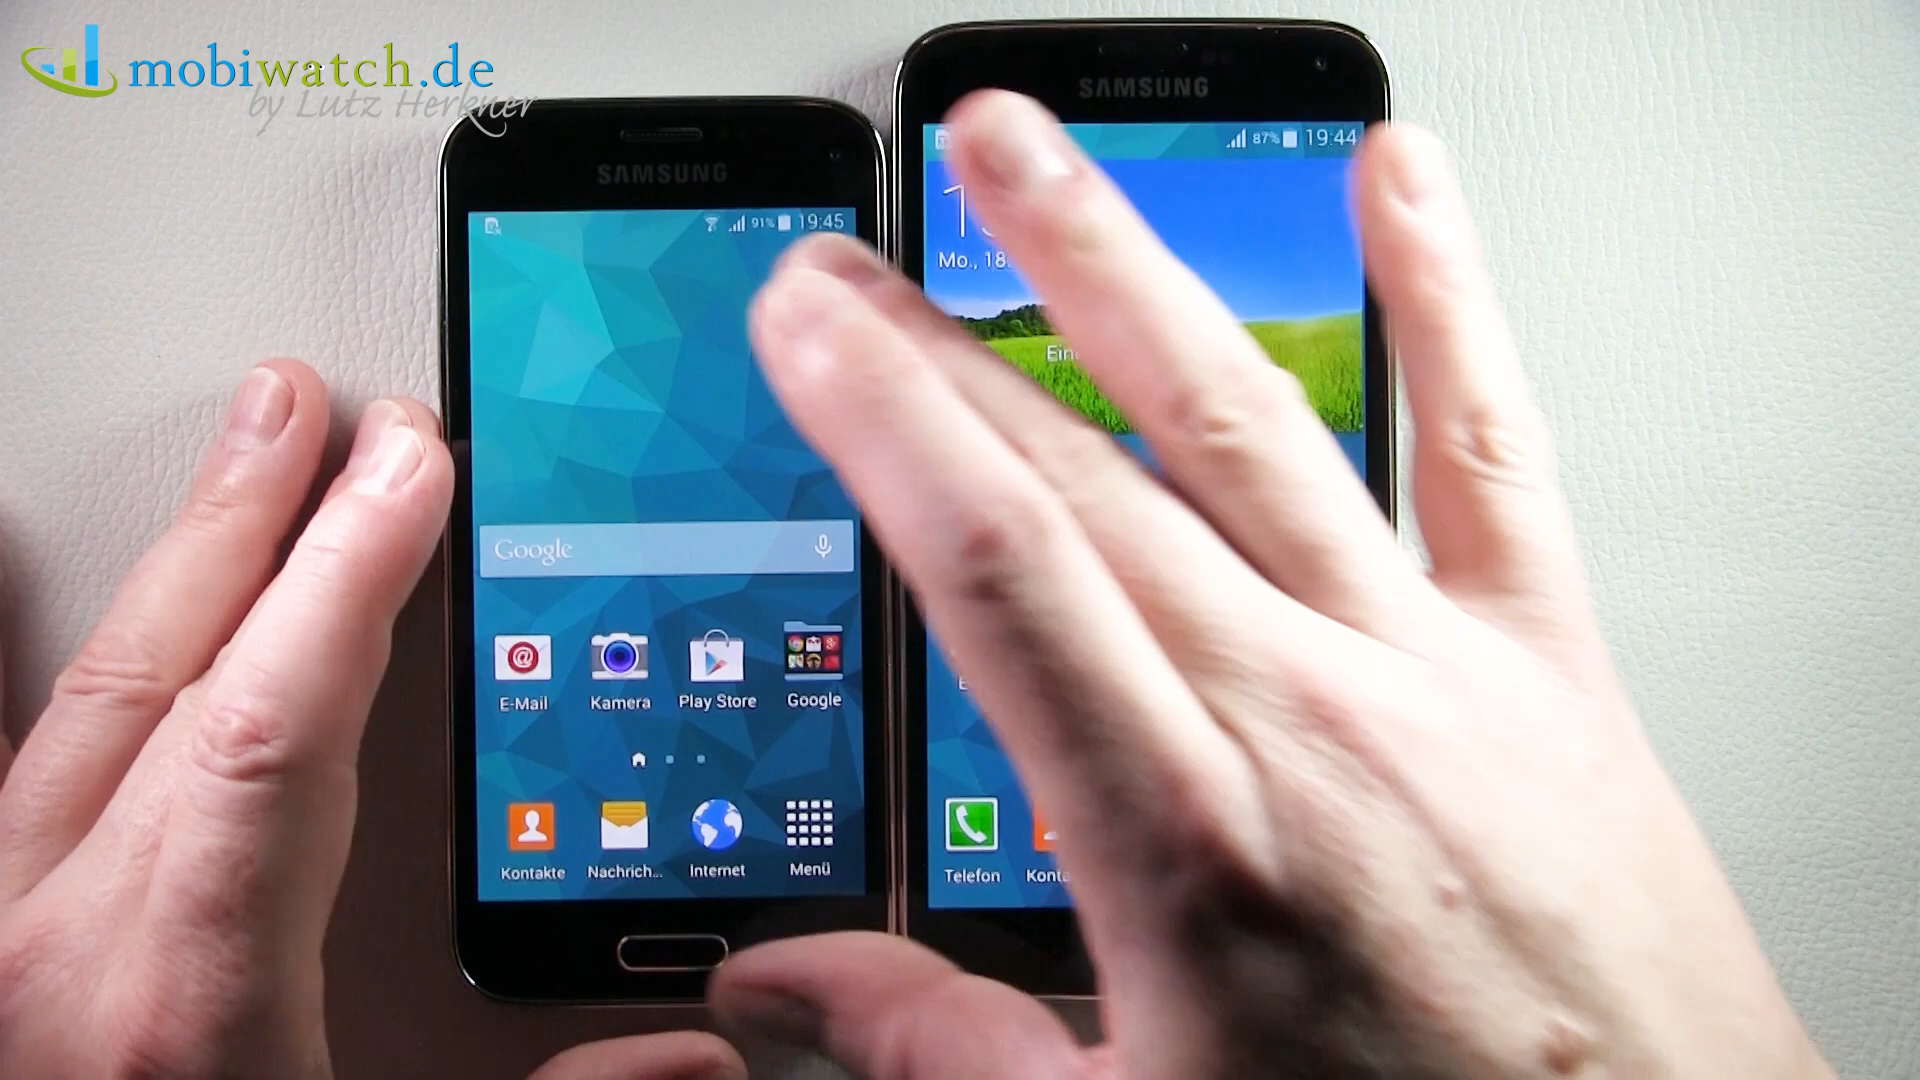 mobiwatch.de
by Lutz Herkner
SAMSUNG
91% 19:45
Google
E-Mail Kamera Play Store Google
Kontakte Nachrich... Internet Menü
SAMSUNG
87% 19:44
Mo., 18.
Telefon